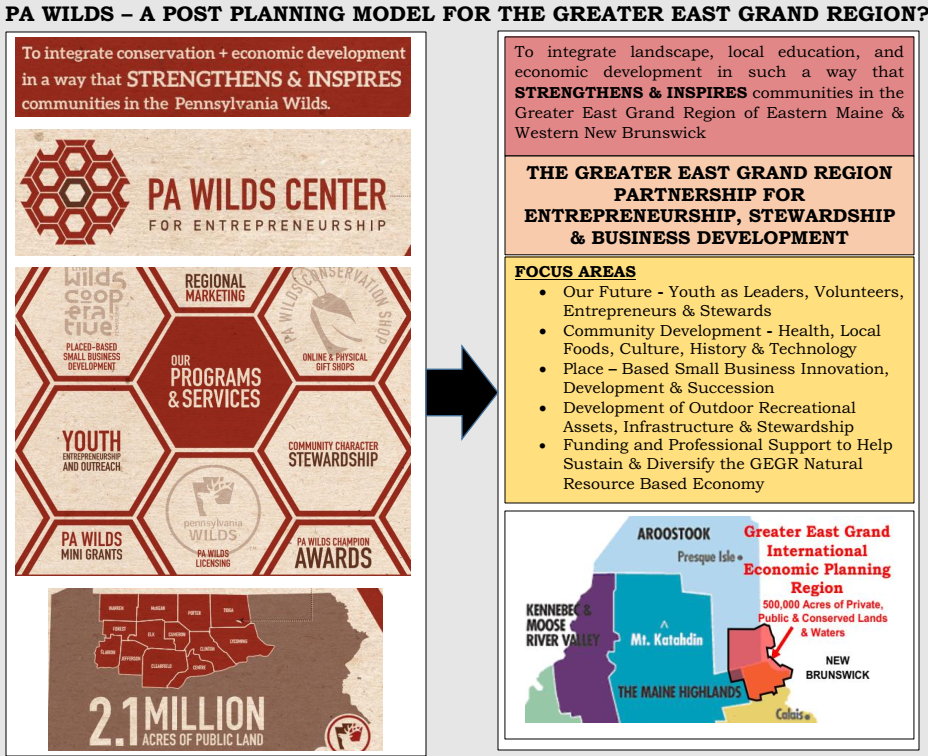 PA WILDS – A POST PLANNING MODEL FOR THE GREATER EAST GRAND REGION?
To integrate conservation + economic development
in a way that STRENGTHENS & INSPIRES
communities in the Pennsylvania Wilds.
PA WILDS CENTER
FOR ENTREPRENEURSHIP
wilds
coop
era
tive
PLACED-BASED
SMALL BUSINESS
DEVELOPMENT
REGIONAL
MARKETING
PA WILDS CONSERVATION SHOP
ONLINE & PHYSICAL
GIFT SHOPS
OUR
PROGRAMS
& SERVICES
YOUTH
ENTREPRENEURSHIP
AND OUTREACH
COMMUNITY CHARACTER
STEWARDSHIP
pennsylvania
WILDS
PA WILDS
MINI GRANTS
PA WILDS
LICENSING
PA WILDS CHAMPION
AWARDS
WARREN
McKEAN
POTTER
TIOGA
FOREST
ELK
CAMERON
LYCOMING
CLARION
JEFFERSON
CLINTON
CLEARFIELD
CENTRE
2.1 MILLION
ACRES OF PUBLIC LAND
To integrate landscape, local education, and
economic development in such a way that
STRENGTHENS & INSPIRES communities in the
Greater East Grand Region of Eastern Maine &
Western New Brunswick
THE GREATER EAST GRAND REGION
PARTNERSHIP FOR
ENTREPRENEURSHIP, STEWARDSHIP
& BUSINESS DEVELOPMENT
FOCUS AREAS
• Our Future - Youth as Leaders, Volunteers,
Entrepreneurs & Stewards
• Community Development - Health, Local
Foods, Culture, History & Technology
• Place – Based Small Business Innovation,
Development & Succession
• Development of Outdoor Recreational
Assets, Infrastructure & Stewardship
• Funding and Professional Support to Help
Sustain & Diversify the GEGR Natural
Resource Based Economy
AROOSTOOK
Presque Isle
Greater East Grand
International
Economic Planning
Region
500,000 Acres of Private,
Public & Conserved Lands
& Waters
KENNEBEC &
MOOSE
RIVER VALLEY
Mt. Katahdin
NEW
BRUNSWICK
THE MAINE HIGHLANDS
Calais